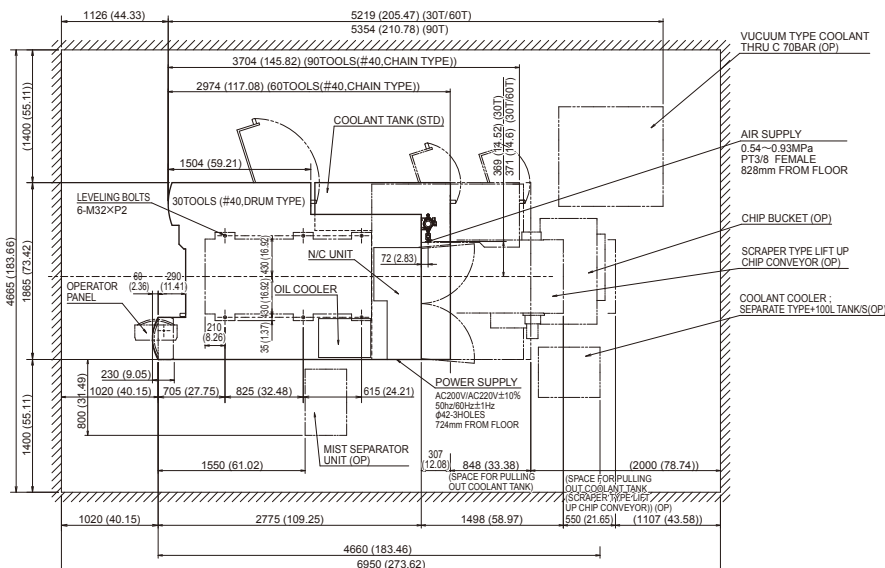 1126 (44.33)
5219 (205.47) (30T/60T)
5354 (210.78) (90T)
VUCUUM TYPE COOLANT
THRU C 70BAR (OP)
3704 (145.82) (90TOOLS(#40,CHAIN TYPE))
2974 (117.08) (60TOOLS(#40,CHAIN TYPE))
(1400 (55.11))
COOLANT TANK (STD)
369 (14.52) (30T)
371 (14.6) (30T/60T)
AIR SUPPLY
0.54～0.93MPa
PT3/8 FEMALE
828mm FROM FLOOR
1504 (59.21)
LEVELING BOLTS
6-M32×P2
30TOOLS (#40,DRUM TYPE)
CHIP BUCKET (OP)
4665 (183.66)
1865 (73.42)
430 (16.92)
430 (16.92)
35 (1.37)
N/C UNIT
72 (2.83)
SCRAPER TYPE LIFT UP
CHIP CONVEYOR (OP)
60
(2.36)
290
(11.41)
OPERATOR
PANEL
OIL COOLER
COOLANT COOLER ;
SEPARATE TYPE+100L TANK/S(OP)
210
(8.26)
230 (9.05)
POWER SUPPLY
AC200V/AC220V±10%
50hz/60Hz±1Hz
ϕ42-3HOLES
724mm FROM FLOOR
1020 (40.15)
705 (27.75)
825 (32.48)
615 (24.21)
800 (31.49)
1400 (55.11)
MIST SEPARATOR
UNIT (OP)
1550 (61.02)
307
(12.08)
848 (33.38)
(2000 (78.74))
(SPACE FOR PULLING
OUT COOLANT TANK)
(SPACE FOR PULLING
OUT COOLANT TANK
(SCRAPER TYPE LIFT
UP CHIP CONVEYOR)) (OP)
1020 (40.15)
2775 (109.25)
1498 (58.97)
550 (21.65)
(1107 (43.58))
4660 (183.46)
6950 (273.62)